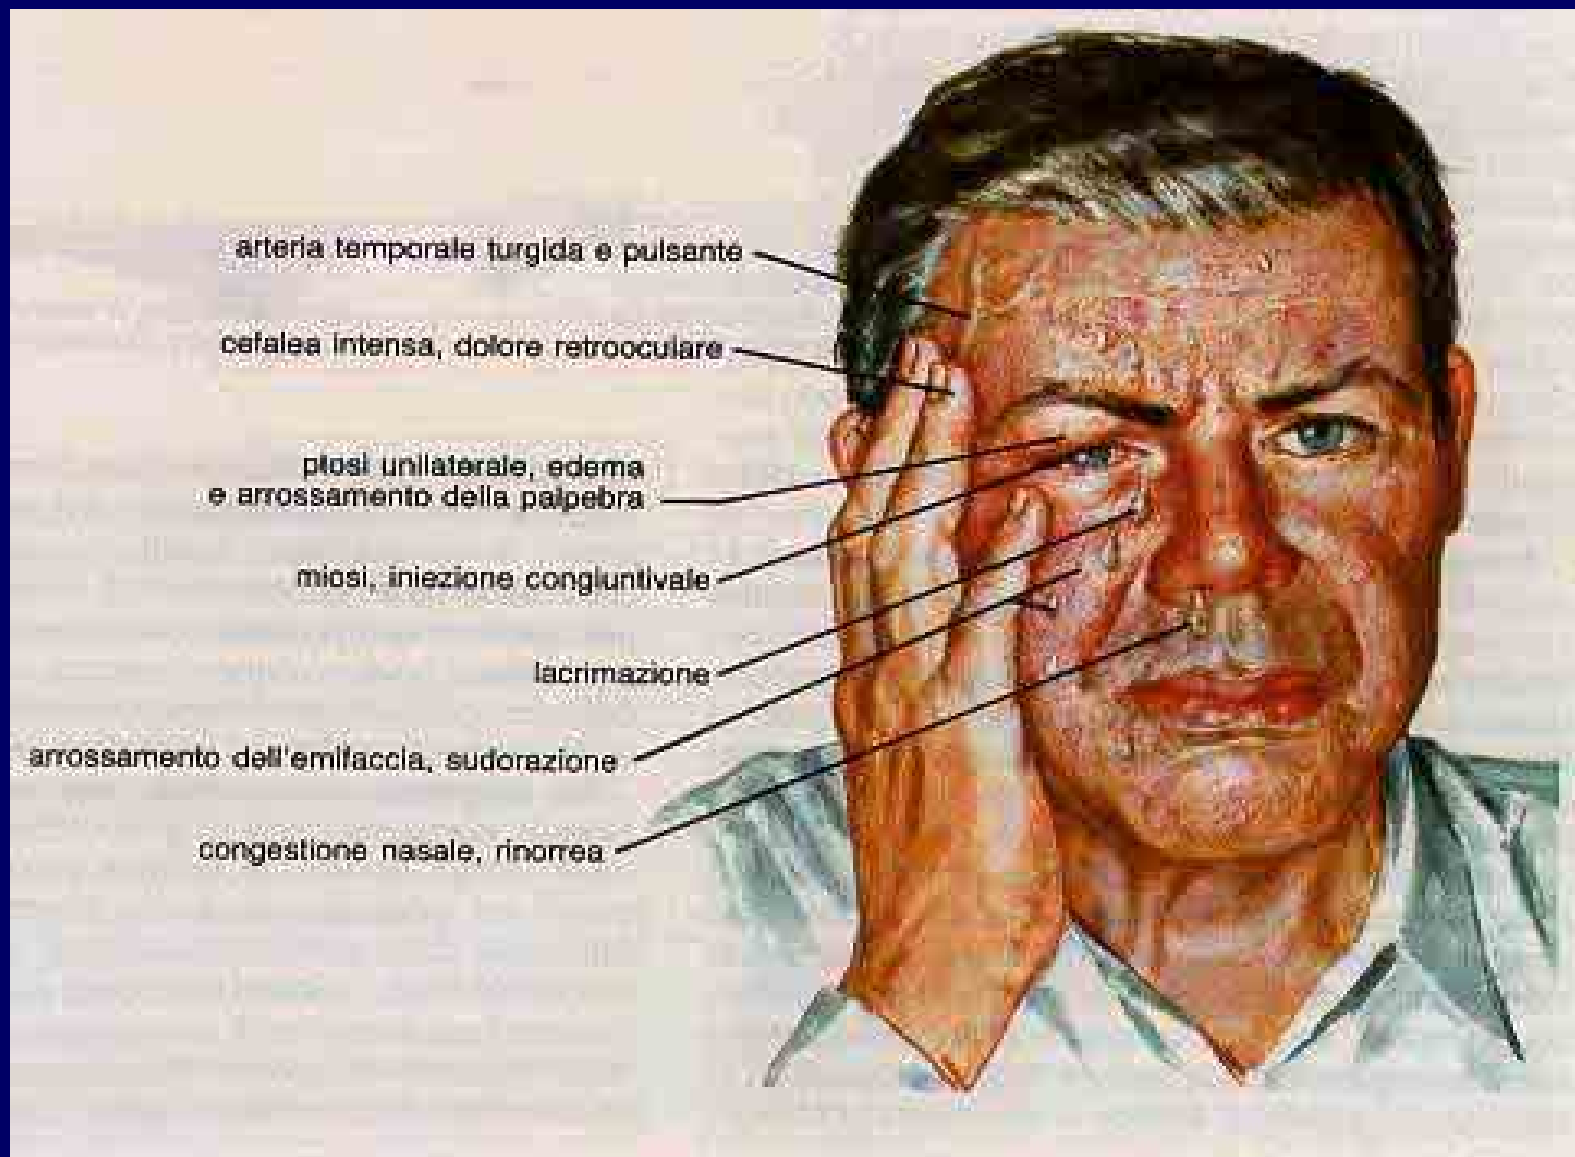 arteria temporale turgida e pulsante
cefalea intensa, dolore retrooculare
ptosi unilaterale, edema
e arrossamento della palpebra
miosi, iniezione congiuntivale
lacrimazione
arrossamento dell'emifaccia, sudorazione
congestione nasale, rinorrea